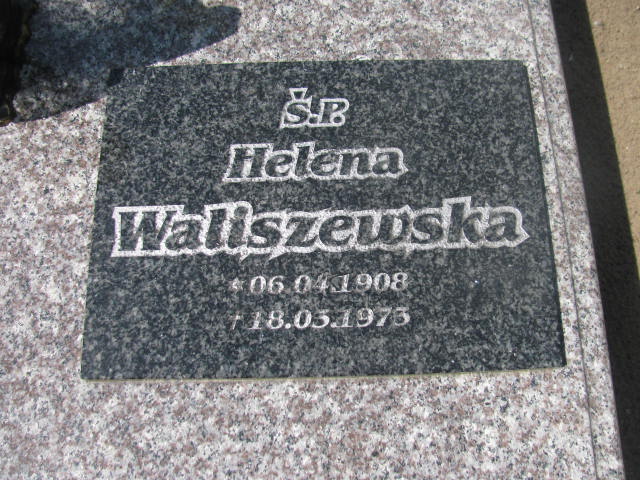 Ś.P.
Helena
Waliszewska
* 06.04.1908
† 18.03.1973